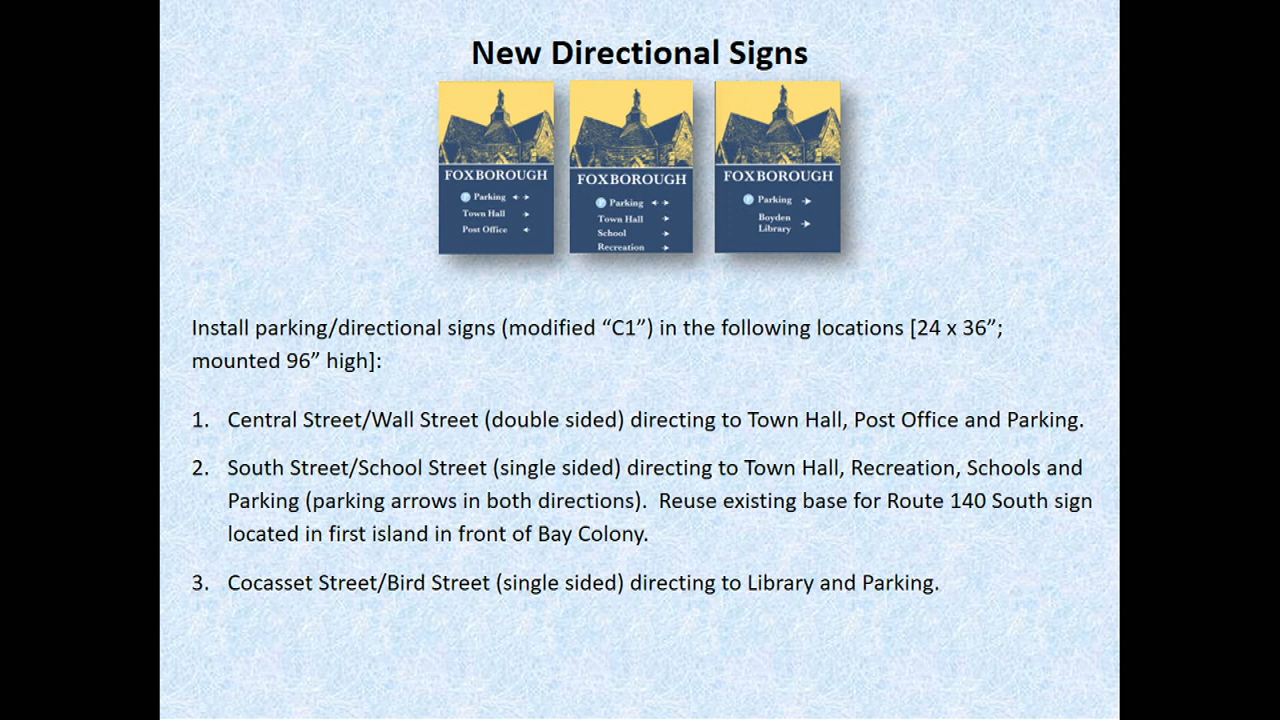 New Directional Signs
FOXBOROUGH
P Parking
Town Hall
Post Office
FOXBOROUGH
P Parking
Town Hall
School
Recreation
FOXBOROUGH
P Parking
Boyden
Library
Install parking/directional signs (modified “C1”) in the following locations [24 x 36”;
mounted 96” high]:
1. Central Street/Wall Street (double sided) directing to Town Hall, Post Office and Parking.
2. South Street/School Street (single sided) directing to Town Hall, Recreation, Schools and
Parking (parking arrows in both directions).  Reuse existing base for Route 140 South sign
located in first island in front of Bay Colony.
3. Cocasset Street/Bird Street (single sided) directing to Library and Parking.